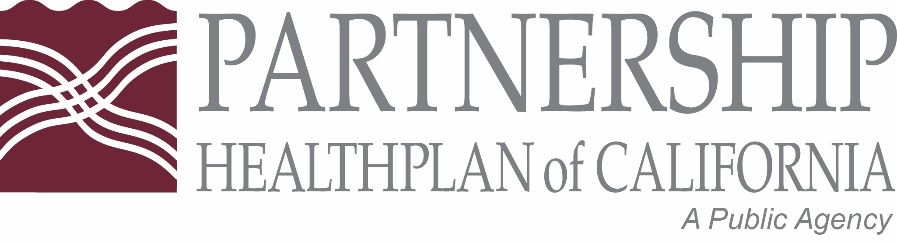 PARTNERSHIP
HEALTHPLAN of CALIFORNIA
A Public Agency